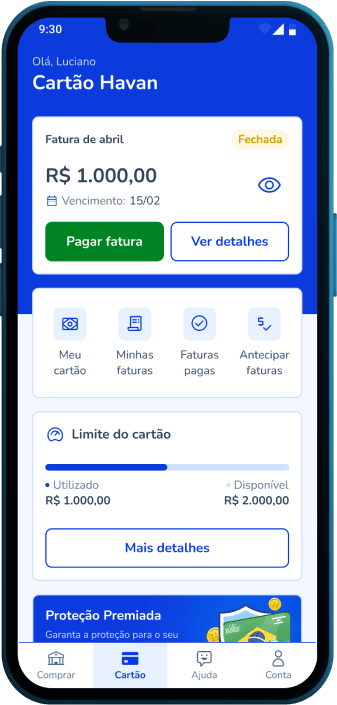 9:30
Olá, Luciano
Cartão Havan
Fatura de abril
Fechada
R$ 1.000,00
Vencimento: 15/02
Pagar fatura
Ver detalhes
Meu
cartão
Minhas
faturas
Faturas
pagas
Antecipar
faturas
Limite do cartão
Utilizado
Disponível
R$ 1.000,00
R$ 2.000,00
Mais detalhes
Proteção Premiada
Garanta a proteção para o seu
Comprar
Cartão
Ajuda
Conta